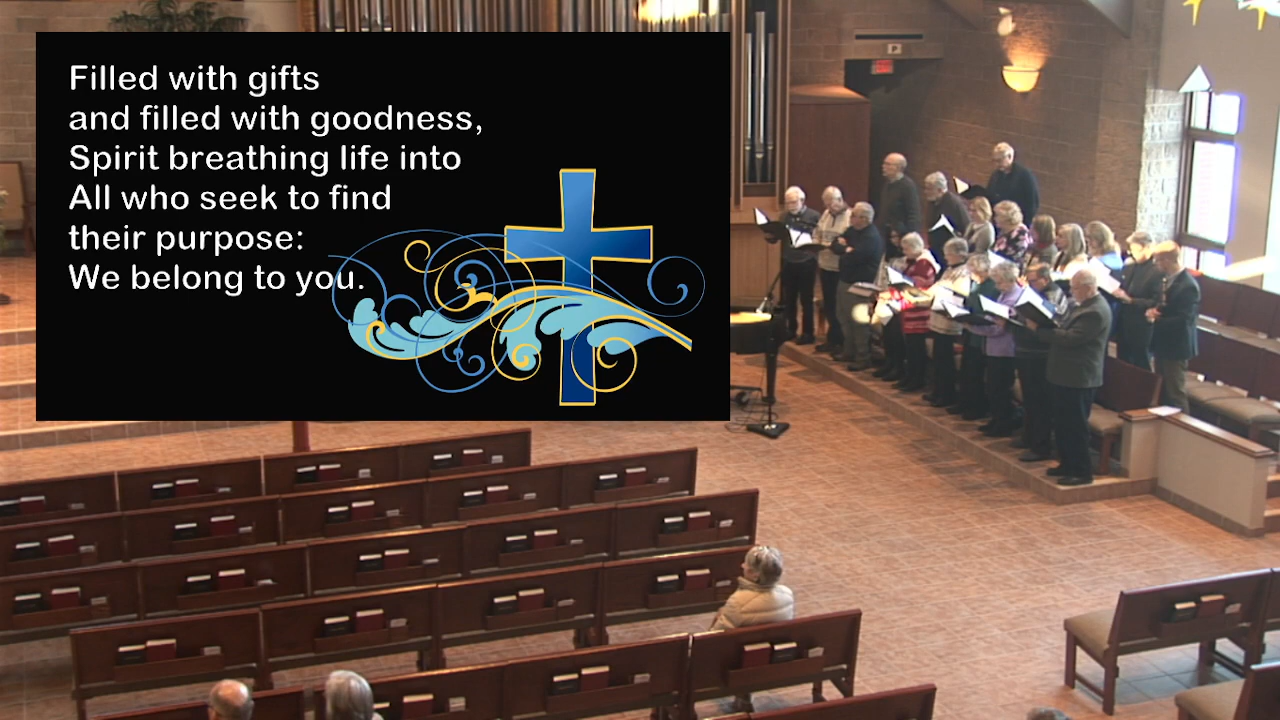 Filled with gifts
and filled with goodness,
Spirit breathing life into
All who seek to find
their purpose:
We belong to you.